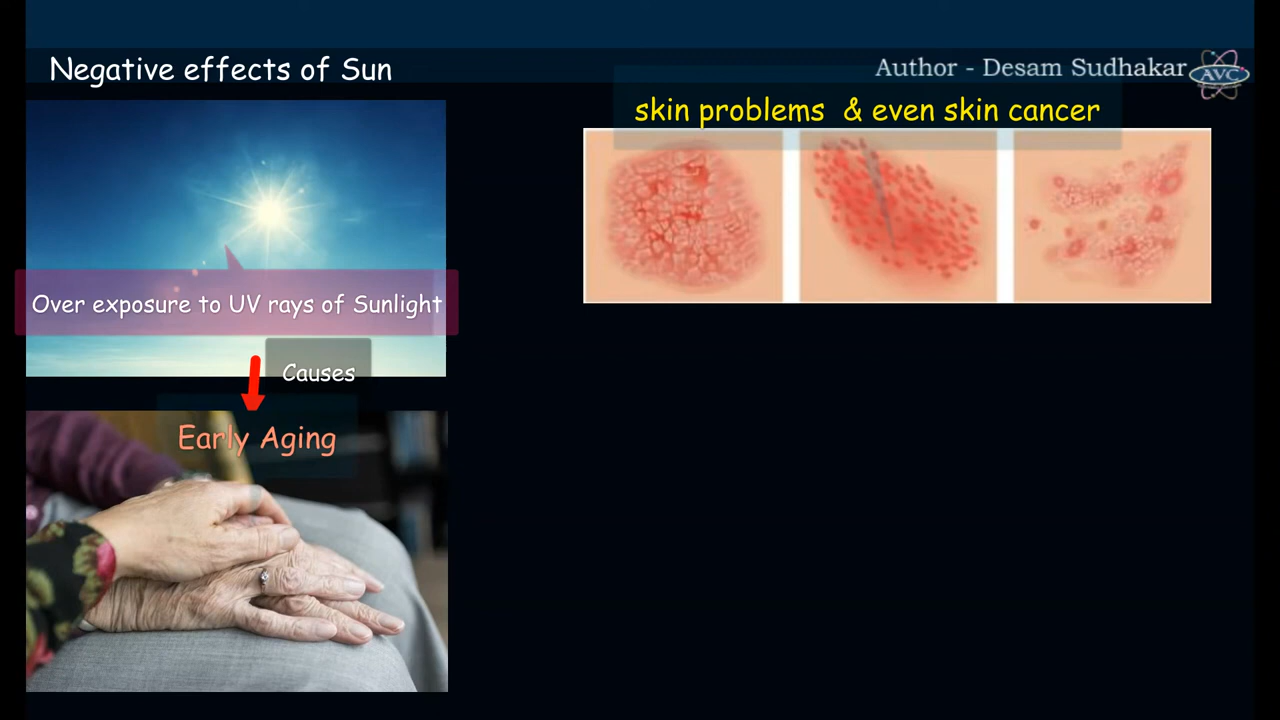 Negative effects of Sun
Author - Desam Sudhakar
AVC
skin problems & even skin cancer
Over exposure to UV rays of Sunlight
Causes
Early Aging